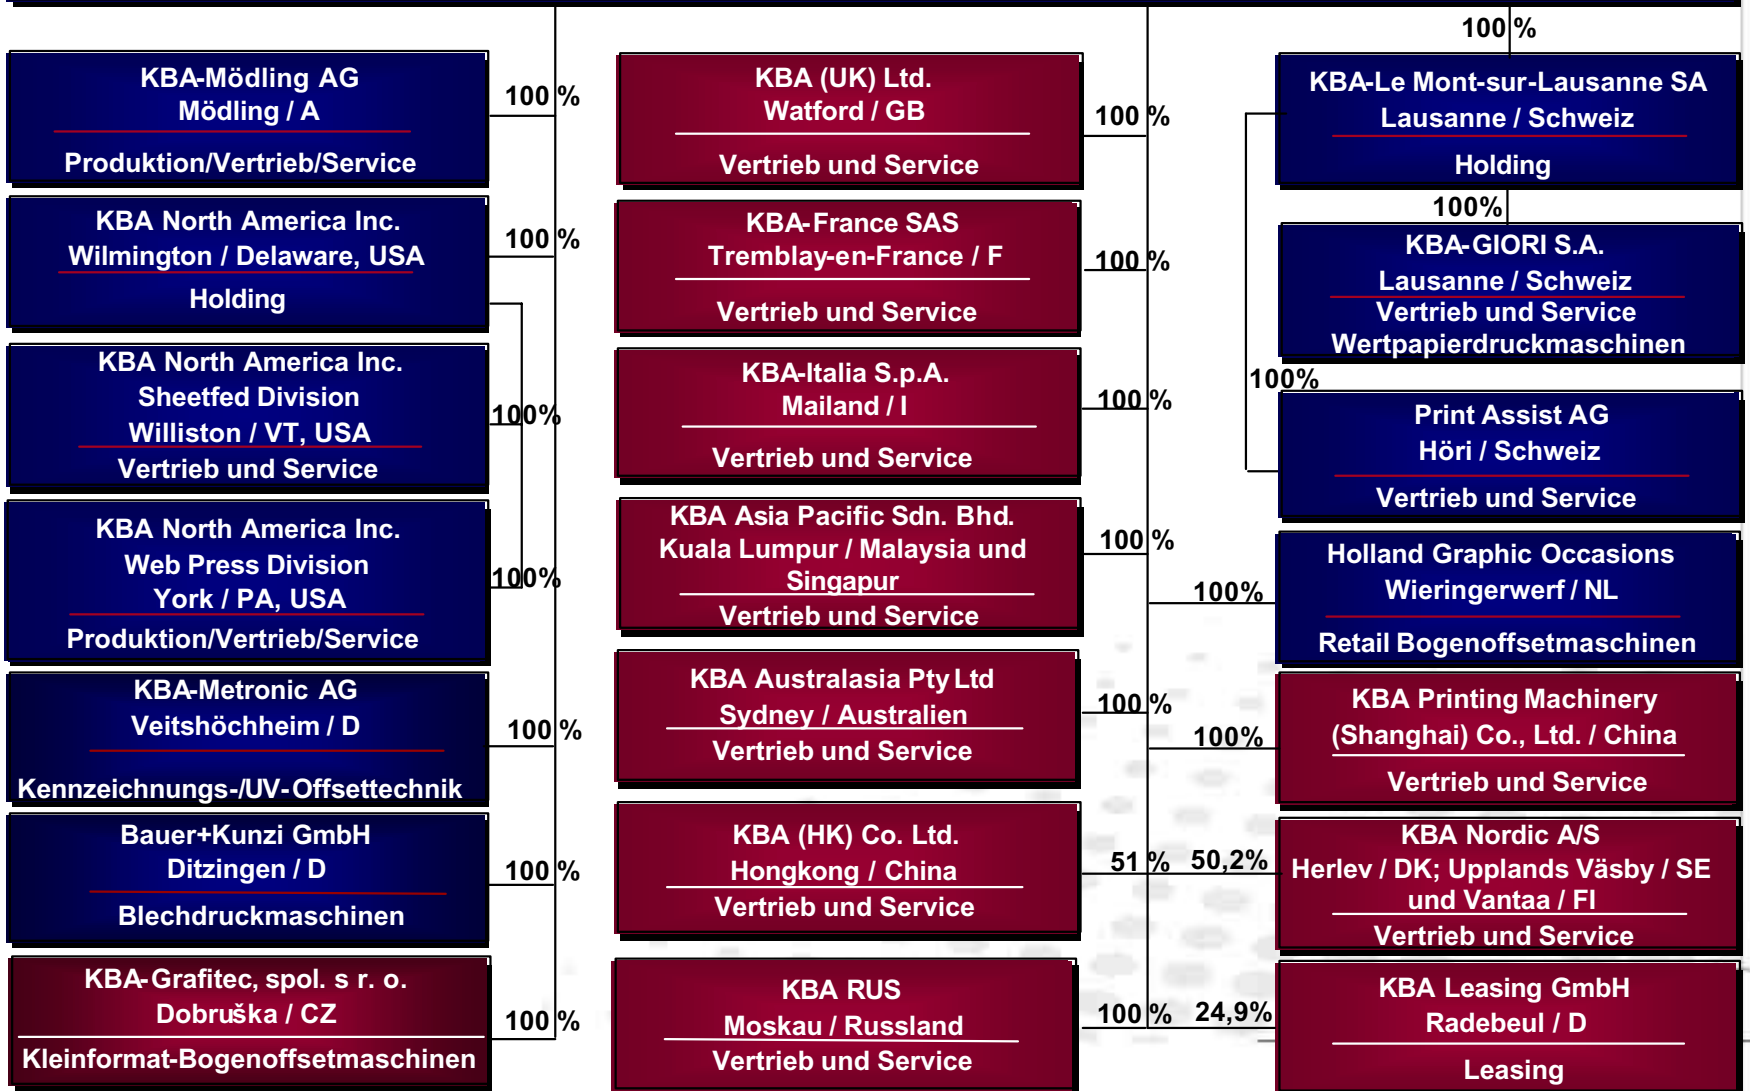 KBA-Mödling AG
Mödling / A
Produktion/Vertrieb/Service
100 %
KBA North America Inc.
Wilmington / Delaware, USA
Holding
100 %
KBA North America Inc.
Sheetfed Division
Williston / VT, USA
Vertrieb und Service
100%
KBA North America Inc.
Web Press Division
York / PA, USA
Produktion/Vertrieb/Service
100%
KBA-Metronic AG
Veitshöchheim / D
Kennzeichnungs-/UV-Offsettechnik
100 %
Bauer+Kunzi GmbH
Ditzingen / D
Blechdruckmaschinen
100 %
KBA-Grafitec, spol. s r. o.
Dobruška / CZ
Kleinformat-Bogenoffsetmaschinen
100 %
KBA (UK) Ltd.
Watford / GB
Vertrieb und Service
100 %
KBA-France SAS
Tremblay-en-France / F
Vertrieb und Service
100 %
KBA-Italia S.p.A.
Mailand / I
Vertrieb und Service
100 %
KBA Asia Pacific Sdn. Bhd.
Kuala Lumpur / Malaysia und
Singapur
Vertrieb und Service
100 %
KBA Australasia Pty Ltd
Sydney / Australien
Vertrieb und Service
100 %
KBA (HK) Co. Ltd.
Hongkong / China
Vertrieb und Service
51 %
KBA RUS
Moskau / Russland
Vertrieb und Service
100 %
100 %
KBA-Le Mont-sur-Lausanne SA
Lausanne / Schweiz
Holding
100%
KBA-GIORI S.A.
Lausanne / Schweiz
Vertrieb und Service
Wertpapierdruckmaschinen
100%
Print Assist AG
Höri / Schweiz
Vertrieb und Service
100%
Holland Graphic Occasions
Wieringerwerf / NL
Retail Bogenoffsetmaschinen
100%
KBA Printing Machinery
(Shanghai) Co., Ltd. / China
Vertrieb und Service
50,2%
KBA Nordic A/S
Herlev / DK; Upplands Väsby / SE
und Vantaa / FI
Vertrieb und Service
24,9%
KBA Leasing GmbH
Radebeul / D
Leasing